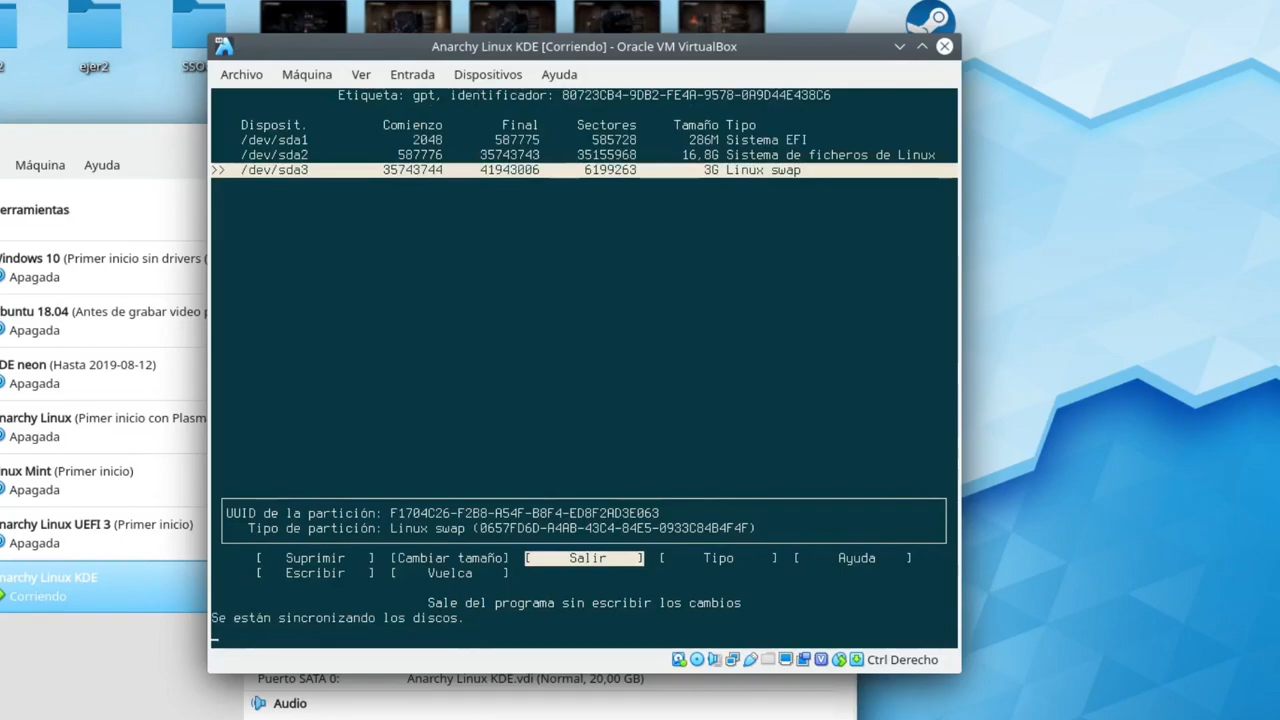 2
ejer2
SSO
Anarchy Linux KDE [Corriendo] - Oracle VM VirtualBox
Archivo Máquina Ver Entrada Dispositivos Ayuda
Etiqueta: gpt, identificador: 80723CB4-9DB2-FE4A-9578-0A9D44E438C6
Disposit. Comienzo Final Sectores Tamaño Tipo
/dev/sda1 2048 587775 585728 286M Sistema EFI
/dev/sda2 587776 35743743 35155968 16,8G Sistema de ficheros de Linux
>> /dev/sda3 35743744 41943006 6199263 3G Linux swap
UUID de la partición: F1704C26-F2B8-A54F-B8F4-ED8F2AD3E063
Tipo de partición: Linux swap (0657FD6D-A4AB-43C4-84E5-0933C84B4F4F)
[ Suprimir ] [Cambiar tamaño] [ Salir ] [ Tipo ] [ Ayuda ]
[ Escribir ] [ Vuelca ]
Sale del programa sin escribir los cambios
Se están sincronizando los discos.
Ctrl Derecho
Máquina Ayuda
erramientas
indows 10 (Primer inicio sin drivers (
Apagada
buntu 18.04 (Antes de grabar video p
Apagada
DE neon (Hasta 2019-08-12)
Apagada
narchy Linux (Pimer inicio con Plasm
Apagada
nux Mint (Primer inicio)
Apagada
narchy Linux UEFI 3 (Primer inicio)
Apagada
narchy Linux KDE
Corriendo
Puerto SATA 0: Anarchy Linux KDE.vdi (Normal, 20,00 GB)
Audio